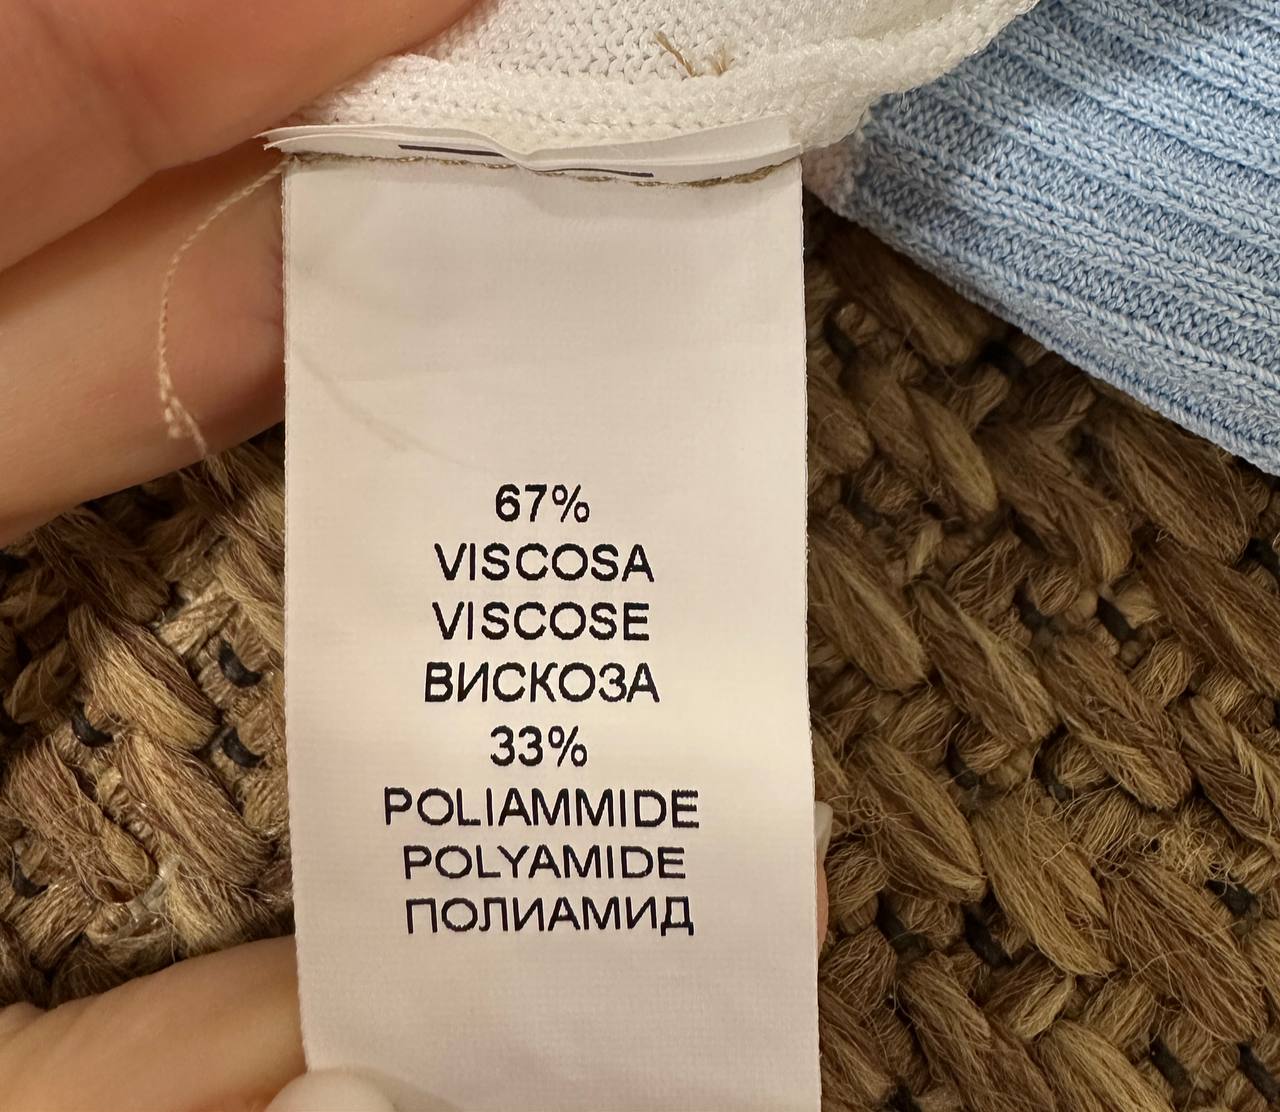 67%
VISCOSA
VISCOSE
ВИСКОЗА
33%
POLIAMMIDE
POLYAMIDE
ПОЛИАМИД